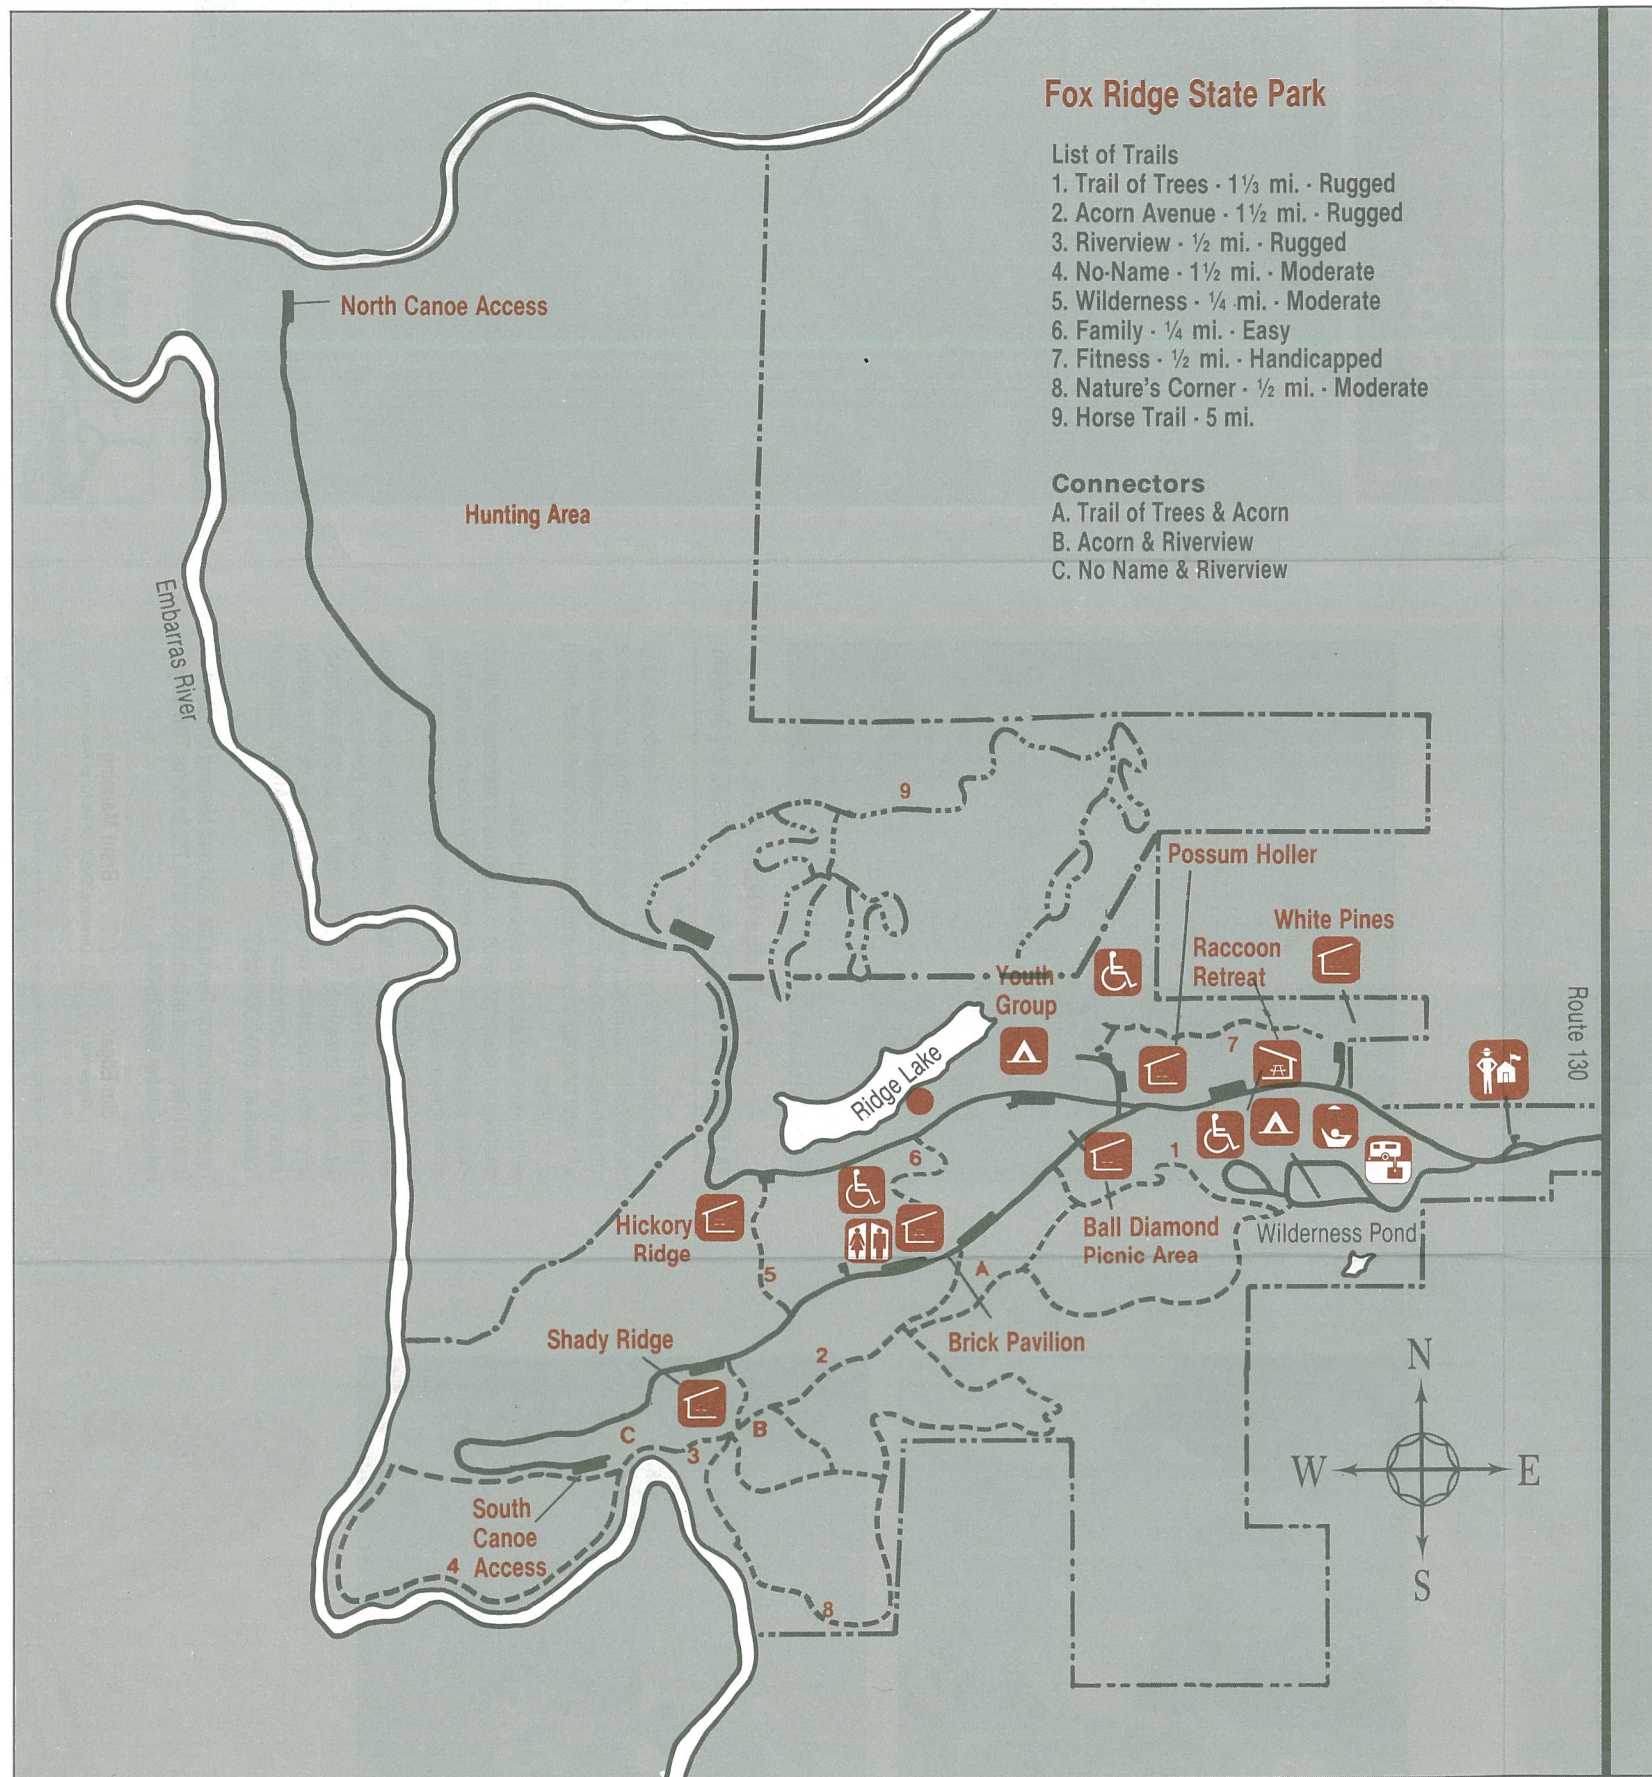 Fox Ridge State Park
List of Trails
1. Trail of Trees - 1⅓ mi. - Rugged
2. Acorn Avenue - 1½ mi. - Rugged
3. Riverview - ½ mi. - Rugged
4. No-Name - 1½ mi. - Moderate
5. Wilderness - ¼ mi. - Moderate
6. Family - ¼ mi. - Easy
7. Fitness - ½ mi. - Handicapped
8. Nature's Corner - ½ mi. - Moderate
9. Horse Trail - 5 mi.
Connectors
A. Trail of Trees & Acorn
B. Acorn & Riverview
C. No Name & Riverview
North Canoe Access
Hunting Area
Embarras River
9
Possum Holler
White Pines
Raccoon
Retreat
Youth
Group
Route 130
7
Ridge Lake
6
1
Hickory
Ridge
Ball Diamond
Picnic Area
Wilderness Pond
5
A
Shady Ridge
Brick Pavilion
2
N
B
C
3
W
E
South
Canoe
Access
4
S
8